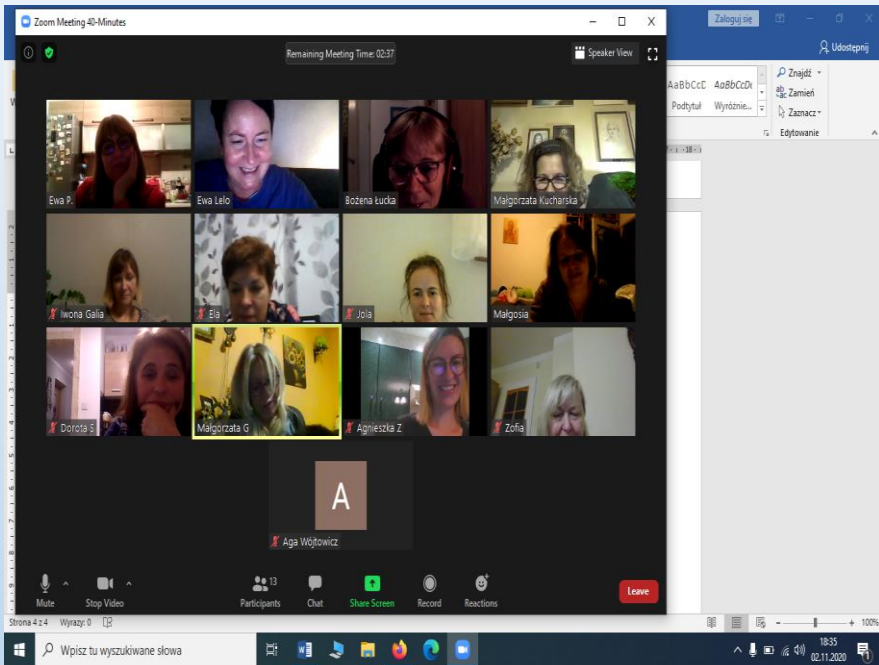 Zoom Meeting 40-Minutes
Zaloguj się
Udostępnij
Remaining Meeting Time: 02:37
Speaker View
AaBbCcD AaBbCcDt
Podtytuł Wyróżnie...
Znajdź
Zamień
Zaznacz
Edytowanie
Ewa P.
Ewa Lelo
Bożena Łucka
Małgorzata Kucharska
Iwona Galia
Ela
Jola
Małgosia
Dorota S
Małgorzata G
Agnieszka Z
Zofia
A
Aga Wójtowicz
13
Mute
Stop Video
Participants
Chat
Share Screen
Record
Reactions
Leave
Strona 4 z 4 Wyrazy: 0
100%
Wpisz tu wyszukiwane słowa
18:35
02.11.2020